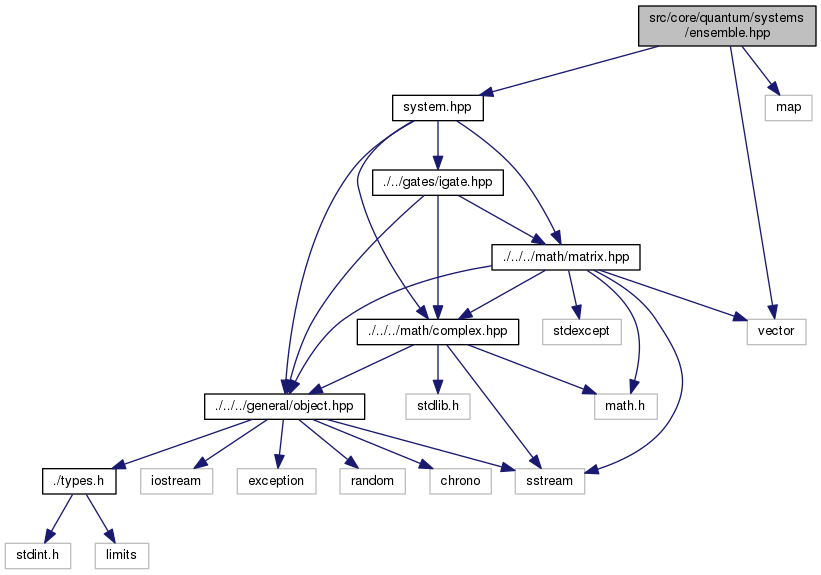 src/core/quantum/systems
/ensemble.hpp
system.hpp
map
./../gates/igate.hpp
./../../math/matrix.hpp
./../../math/complex.hpp
stdexcept
vector
./../../general/object.hpp
stdlib.h
math.h
./types.h
iostream
exception
random
chrono
sstream
stdint.h
limits